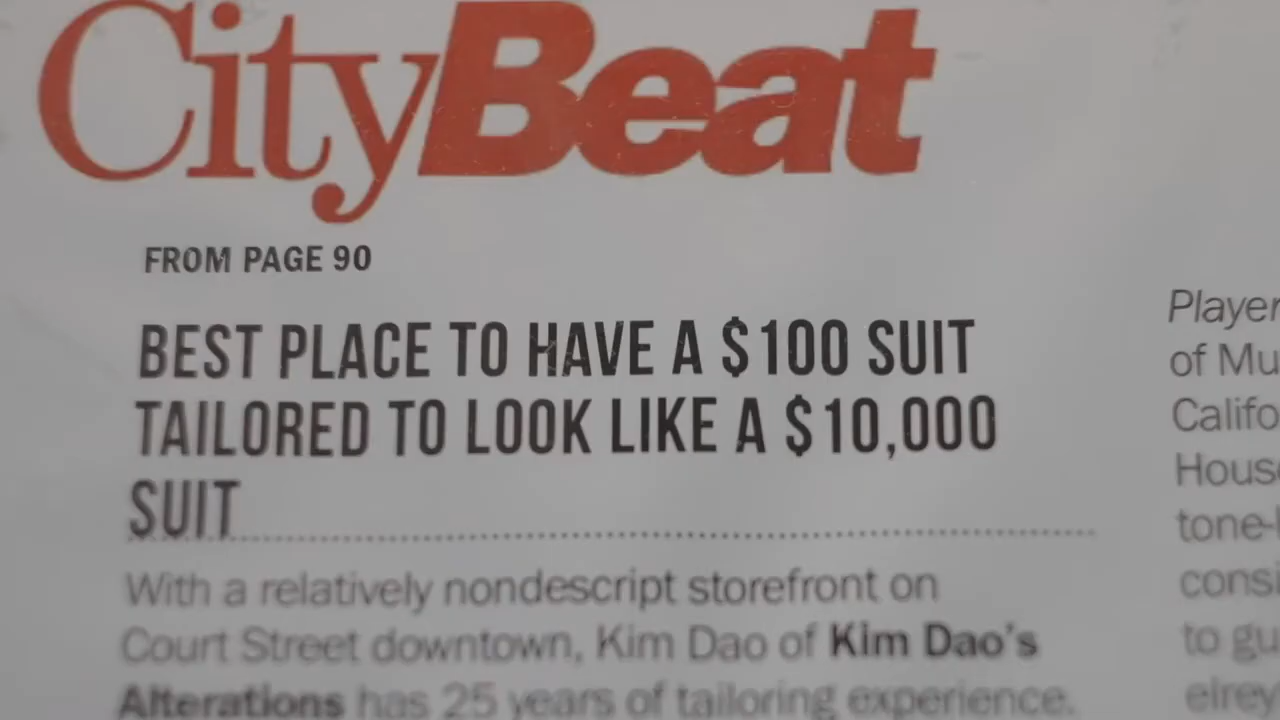 CityBeat
FROM PAGE 90
BEST PLACE TO HAVE A $100 SUIT
TAILORED TO LOOK LIKE A $10,000
SUIT
With a relatively nondescript storefront on
Court Street downtown, Kim Dao of Kim Dao's
Alterations has 25 years of tailoring experience.
Player
of Mu
Califo
House
tone-
consi
to gu
elrey